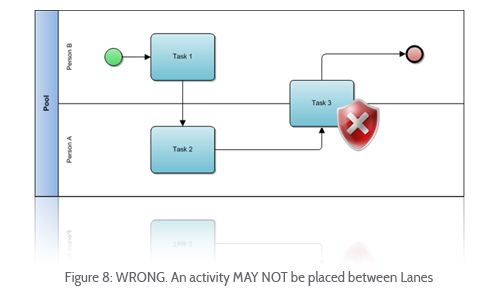 Pool
Person B
Person A
Task 1
Task 2
Task 3
Figure 8: WRONG. An activity MAY NOT be placed between Lanes